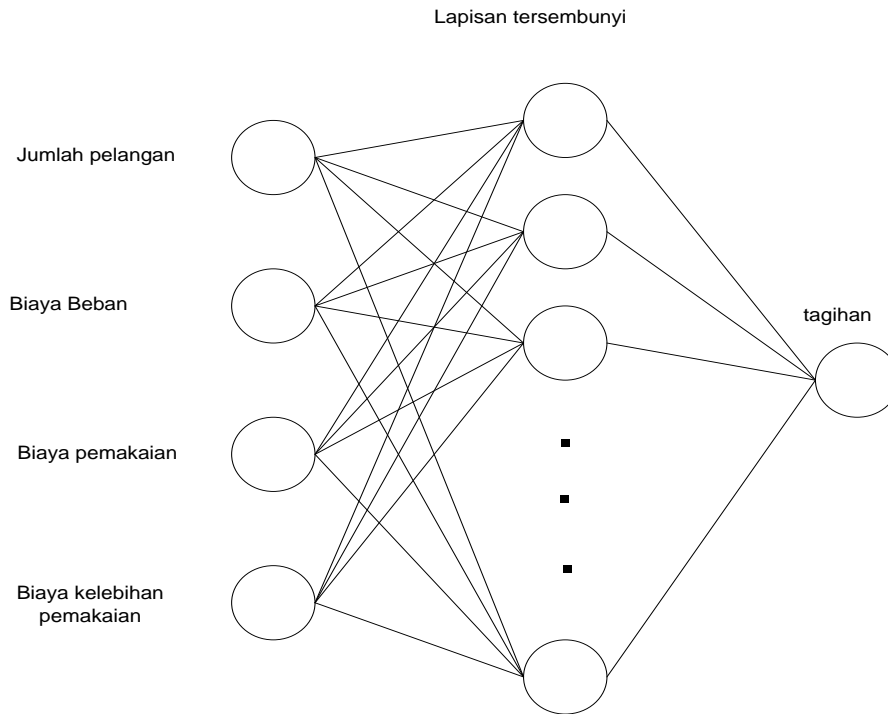 Lapisan tersembunyi
Jumlah pelangan
Biaya Beban
tagihan
Biaya pemakaian
Biaya kelebihan
pemakaian